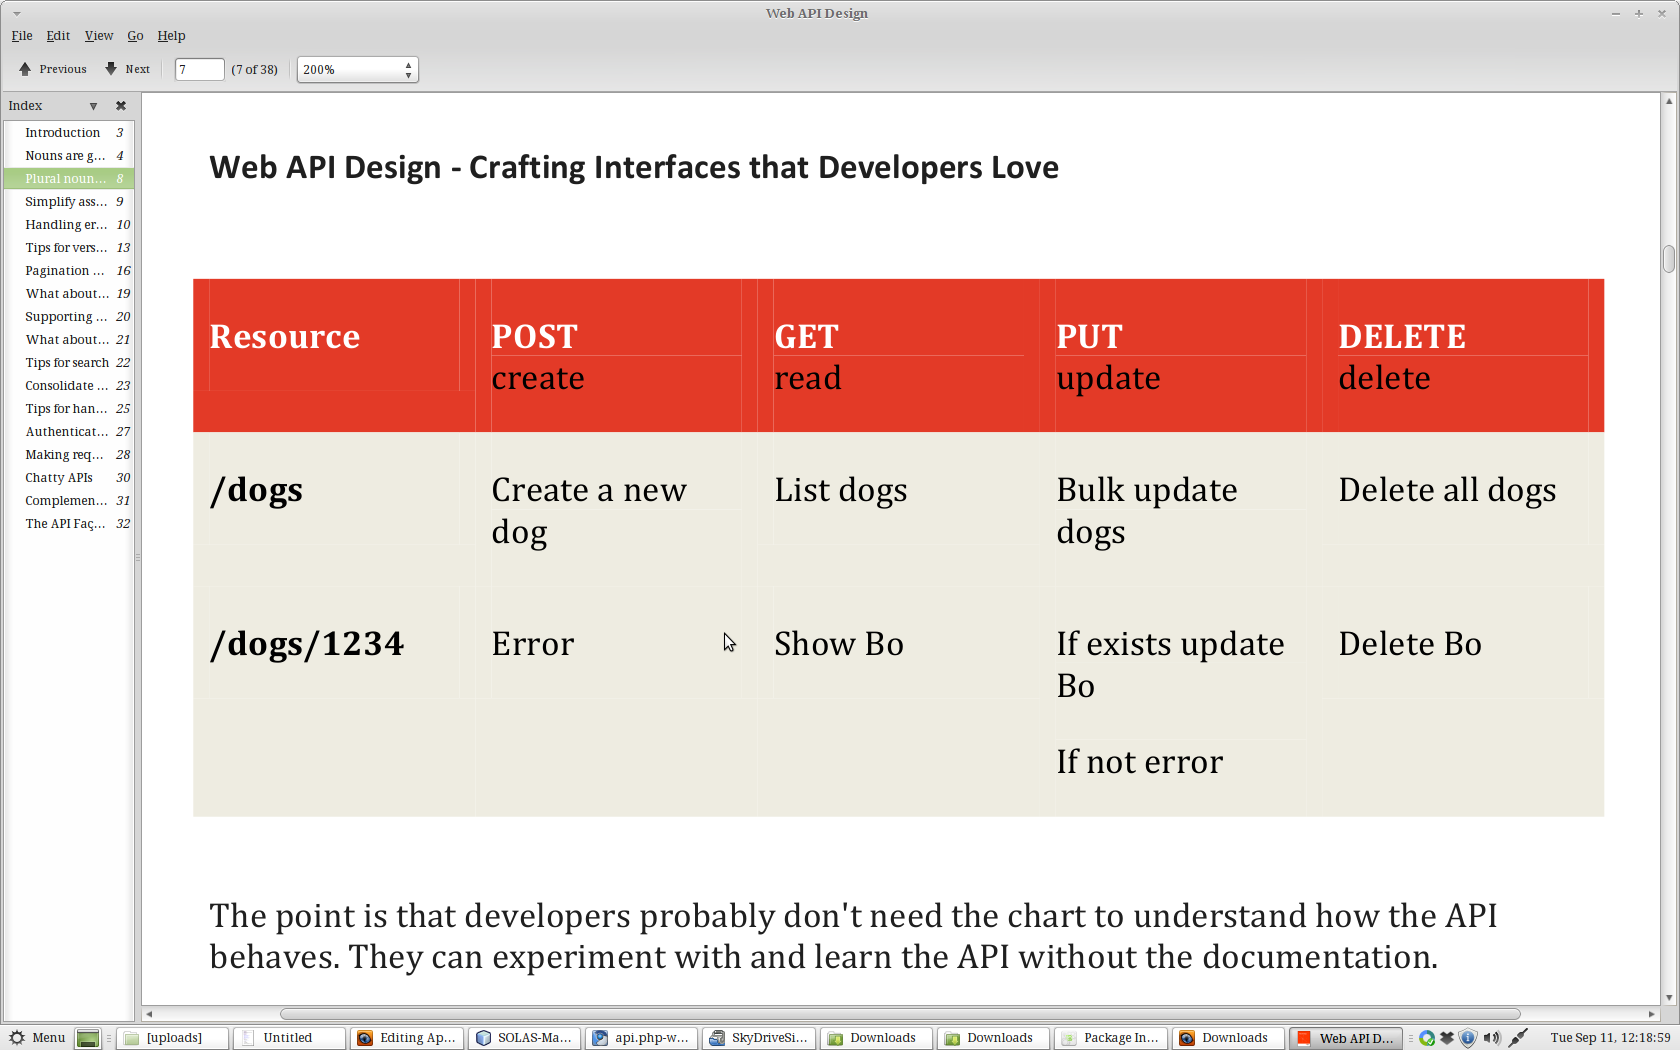 Web API Design
File Edit View Go Help
Previous Next 7 (7 of 38) 200%
Index
Introduction 3
Nouns are g... 4
Plural noun... 8
Simplify ass... 9
Handling er... 10
Tips for vers... 13
Pagination ... 16
What about... 19
Supporting ... 20
What about... 21
Tips for search 22
Consolidate ... 23
Tips for han... 25
Authenticat... 27
Making req... 28
Chatty APIs 30
Complemen... 31
The API Faç... 32
Web API Design - Crafting Interfaces that Developers Love
Resource POST GET PUT DELETE
create read update delete
/dogs Create a new List dogs Bulk update Delete all dogs
dog dogs
/dogs/1234 Error Show Bo If exists update Delete Bo
Bo
If not error
The point is that developers probably don't need the chart to understand how the API
behaves. They can experiment with and learn the API without the documentation.
Menu [uploads] Untitled Editing Ap... SOLAS-Ma... api.php-w... SkyDriveSi... Downloads Downloads Package In... Downloads Web API D... Tue Sep 11, 12:18:59